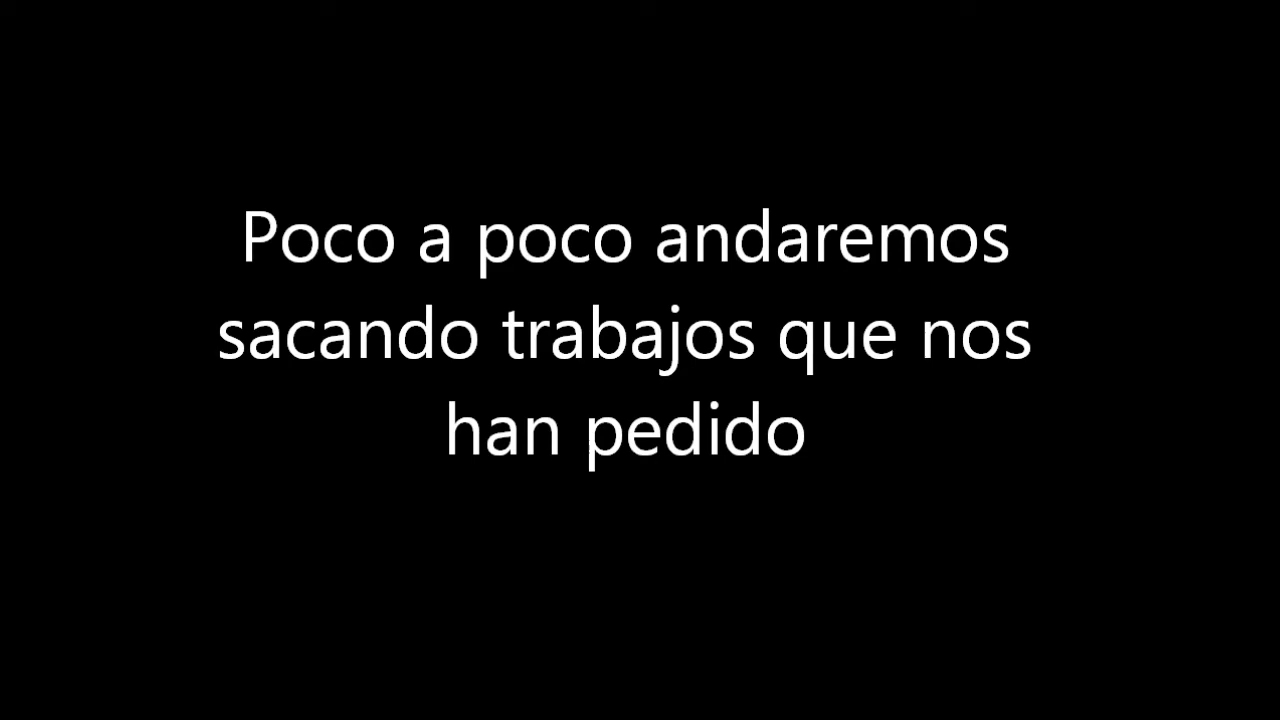 Poco a poco andaremos
sacando trabajos que nos
han pedido